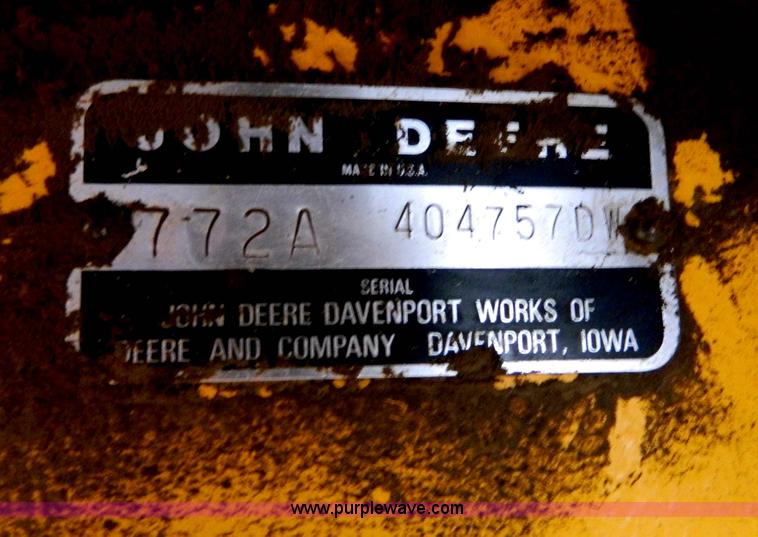 JOHN DEERE
MADE IN U.S.A.
772A 404757DW
SERIAL
JOHN DEERE DAVENPORT WORKS OF
DEERE AND COMPANY DAVENPORT, IOWA
www.purplewave.com